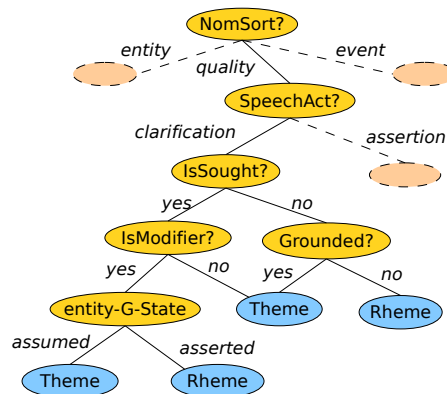 NomSort?
entity
event
quality
SpeechAct?
clarification
assertion
IsSought?
yes
no
IsModifier?
Grounded?
yes
no
yes
no
entity-G-State
Theme
Rheme
assumed
asserted
Theme
Rheme